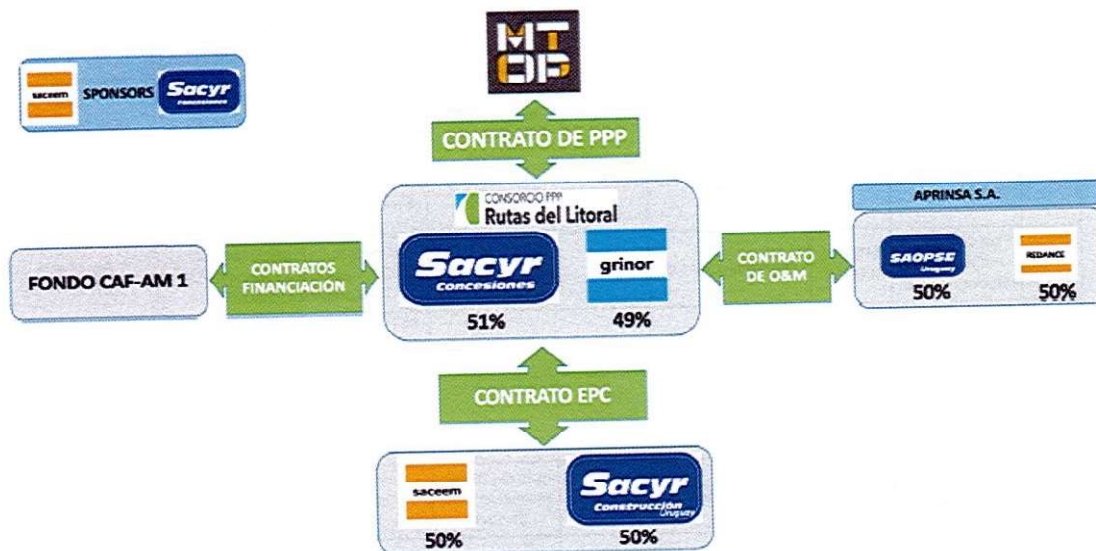 MT
OP
saceem
SPONSORS
Sacyr
Concesiones
CONTRATO DE PPP
CONSORCIO PPP
Rutas del Litoral
Sacyr
Concesiones
grinor
51%
49%
FONDO CAF-AM 1
CONTRATOS
FINANCIACIÓN
CONTRATO
DE O&M
APRINSA S.A.
SAOPSE
Uruguay
REDANCE
50%
50%
CONTRATO EPC
saceem
Sacyr
Construcción
Uruguay
50%
50%